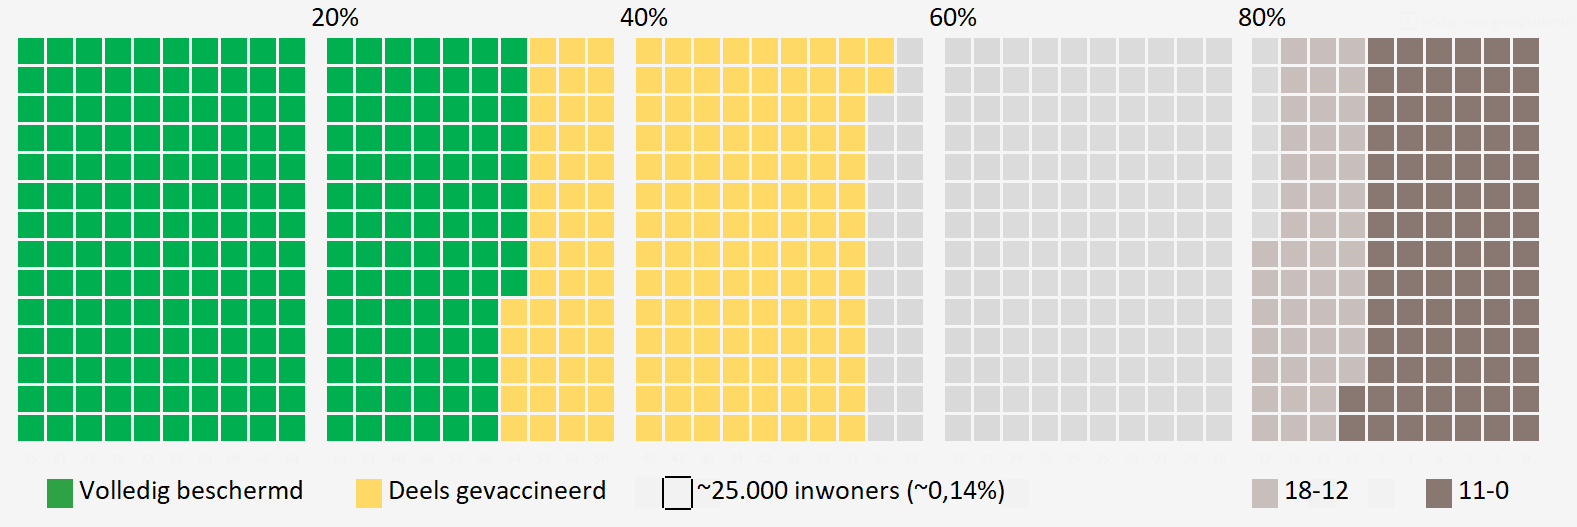 20% 40% 60% 80%
Volledig beschermd Deels gevaccineerd ~25.000 inwoners (~0,14%) 18-12 11-0